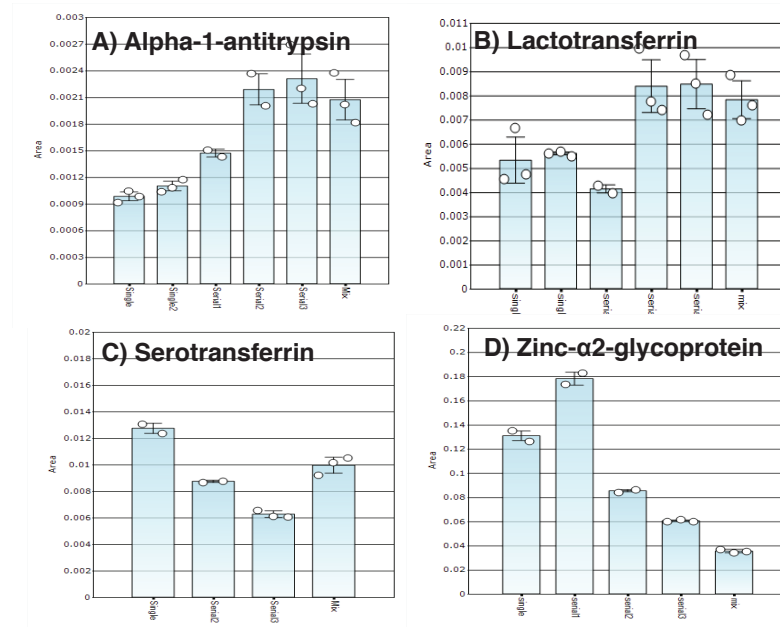 A) Alpha-1-antitrypsin
0.003
0.0027
0.0024
0.0021
0.0018
0.0015
0.0012
0.0009
0.0006
0.0003
0
Area
Single
Single2
Serial1
Serial2
Serial3
Mix
B) Lactotransferrin
0.011
0.01
0.009
0.008
0.007
0.006
0.005
0.004
0.003
0.002
0.001
0
Area
singl
singl
seria
seria
seria
mix
C) Serotransferrin
0.02
0.018
0.016
0.014
0.012
0.01
0.008
0.006
0.004
0.002
0
Area
Single
Serial2
Serial3
Mix
D) Zinc-α2-glycoprotein
0.22
0.2
0.18
0.16
0.14
0.12
0.1
0.08
0.06
0.04
0.02
0
Area
single
serial1
serial2
serial3
mix